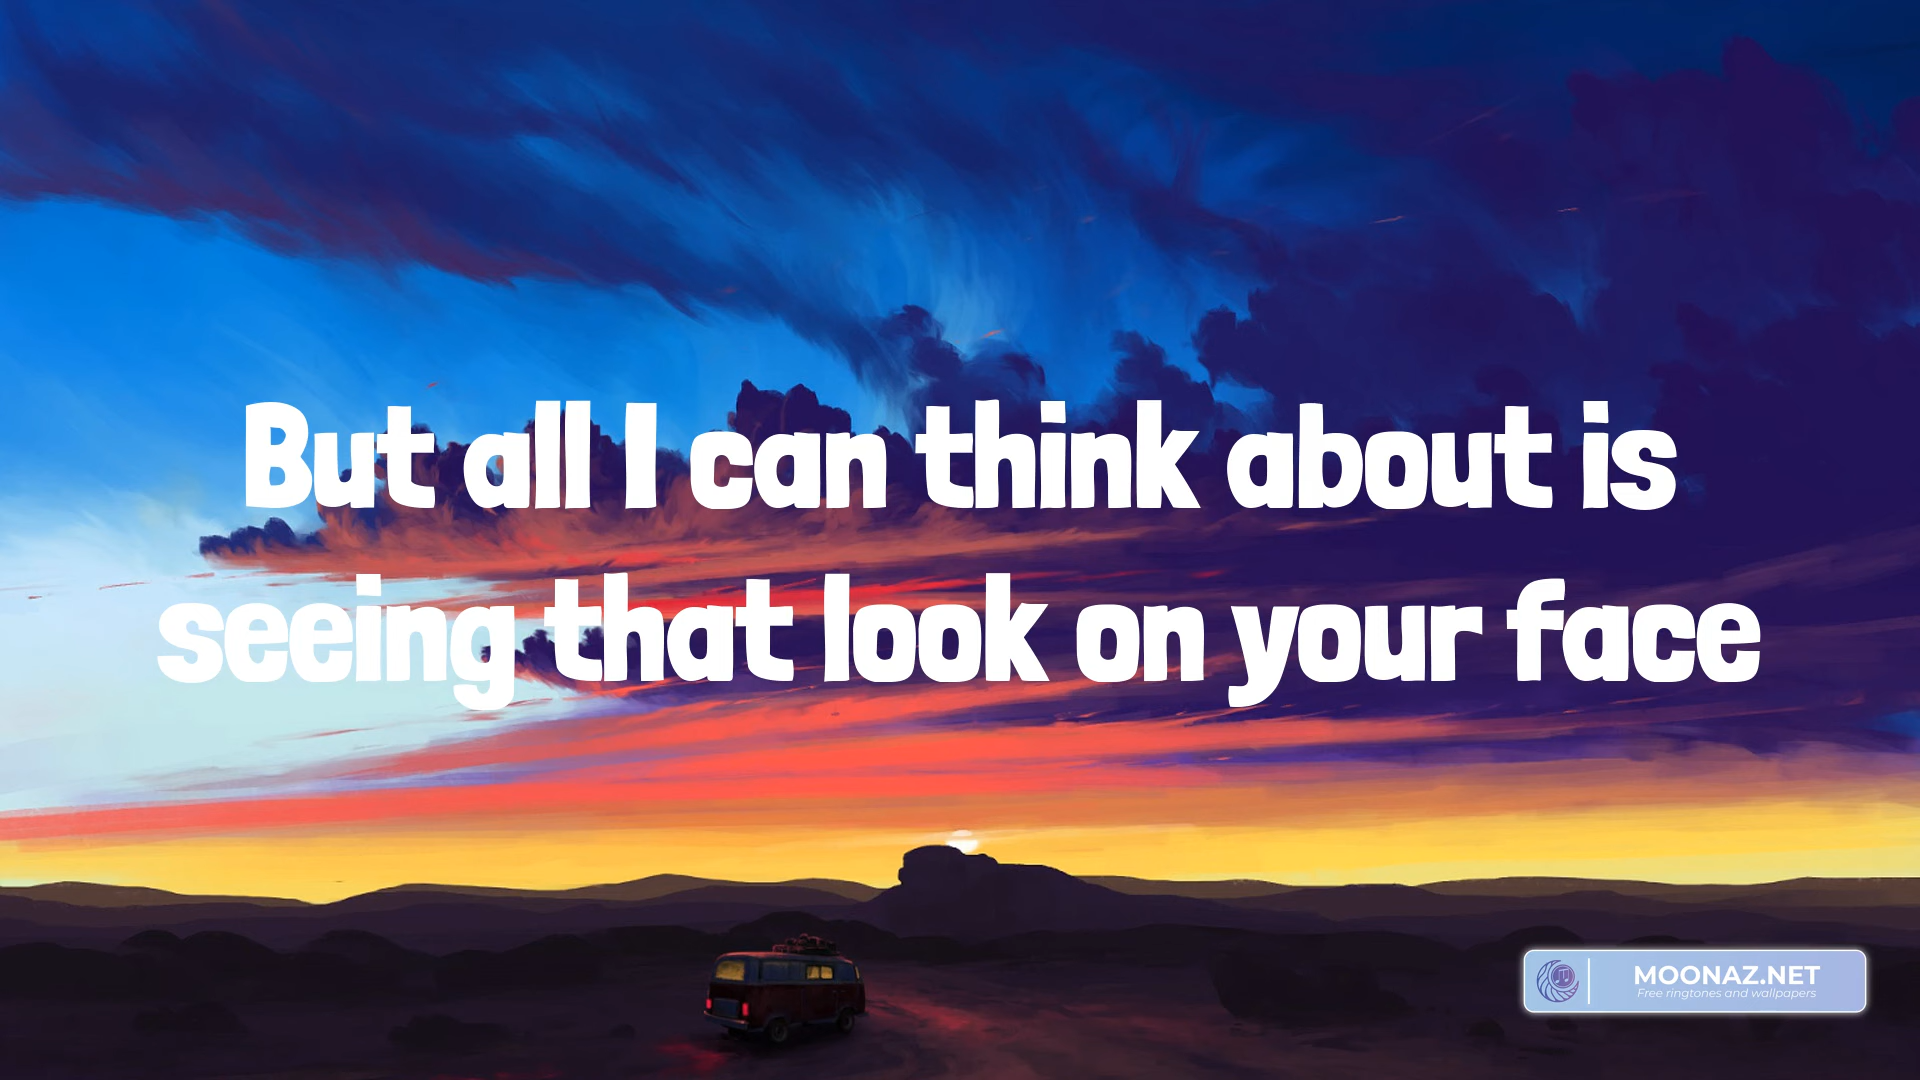 But all I can think about is
seeing that look on your face
MOONAZ.NET
Free ringtones and wallpapers